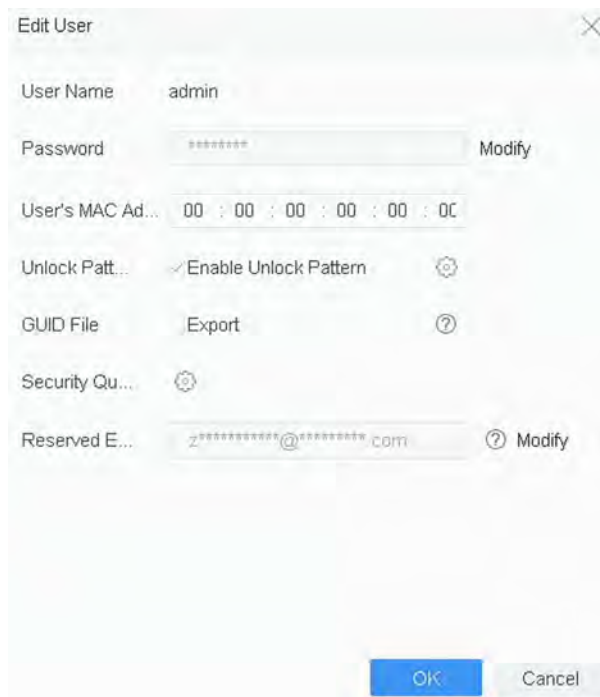 Edit User
User Name admin
Password ******** Modify
User's MAC Ad... 00 : 00 : 00 : 00 : 00 : 00
Unlock Patt... Enable Unlock Pattern
GUID File Export
Security Qu...
Reserved E... z***********@*********.com Modify
OK Cancel